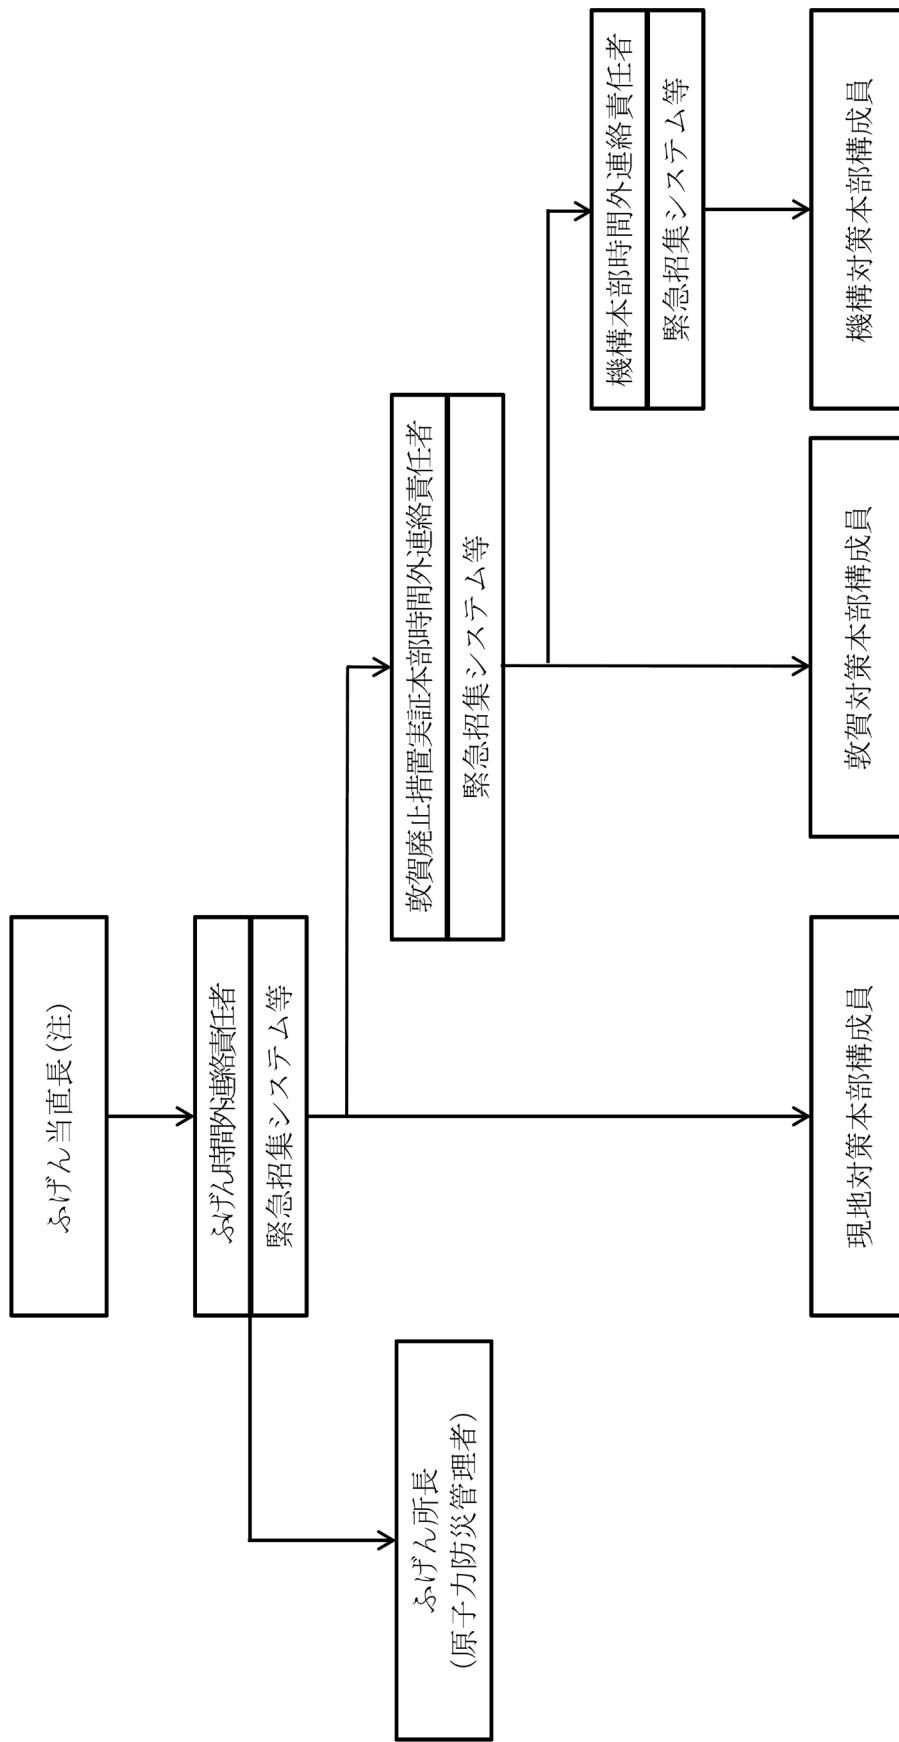 ふげん当直長(注)
ふげん時間外連絡責任者
緊急招集システム等
ふげん所長
(原子力防災管理者)
敦賀廃止措置実証本部時間外連絡責任者
緊急招集システム等
機構本部時間外連絡責任者
緊急招集システム等
現地対策本部構成員
敦賀対策本部構成員
機構対策本部構成員